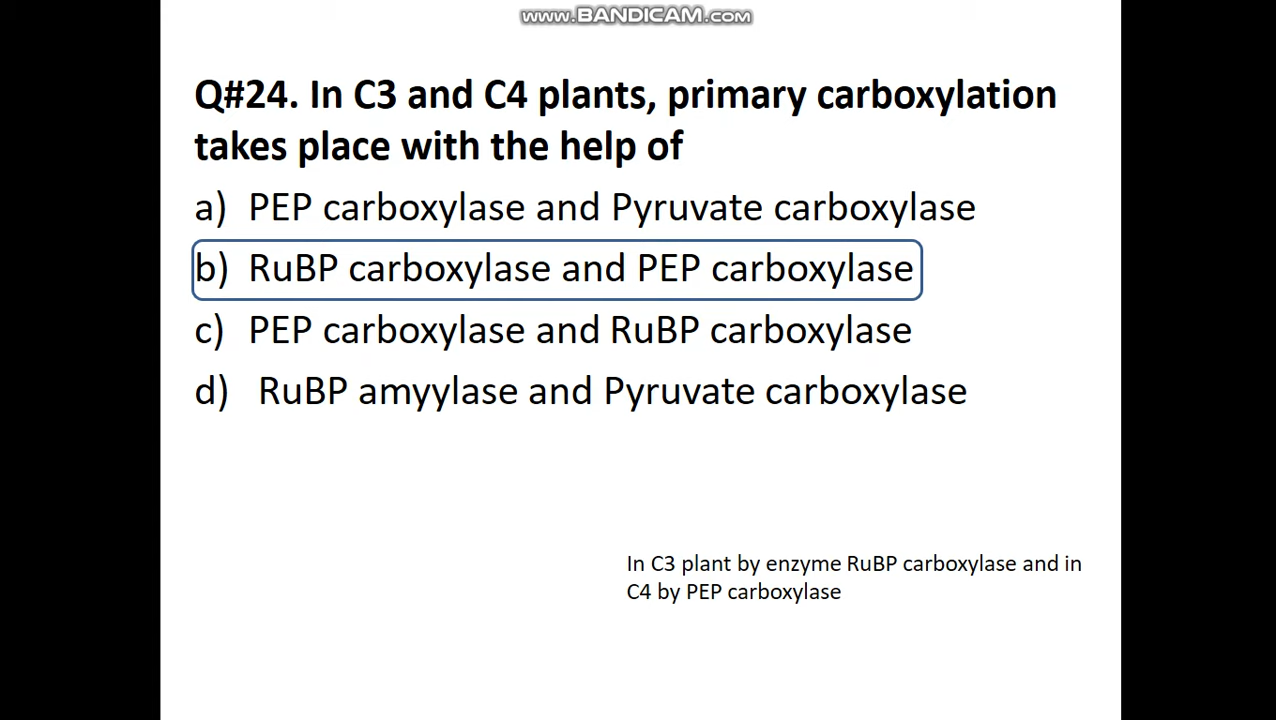 www.BANDICAM.com
Q#24. In C3 and C4 plants, primary carboxylation
takes place with the help of
a) PEP carboxylase and Pyruvate carboxylase
b) RuBP carboxylase and PEP carboxylase
c) PEP carboxylase and RuBP carboxylase
d) RuBP amyylase and Pyruvate carboxylase
In C3 plant by enzyme RuBP carboxylase and in
C4 by PEP carboxylase